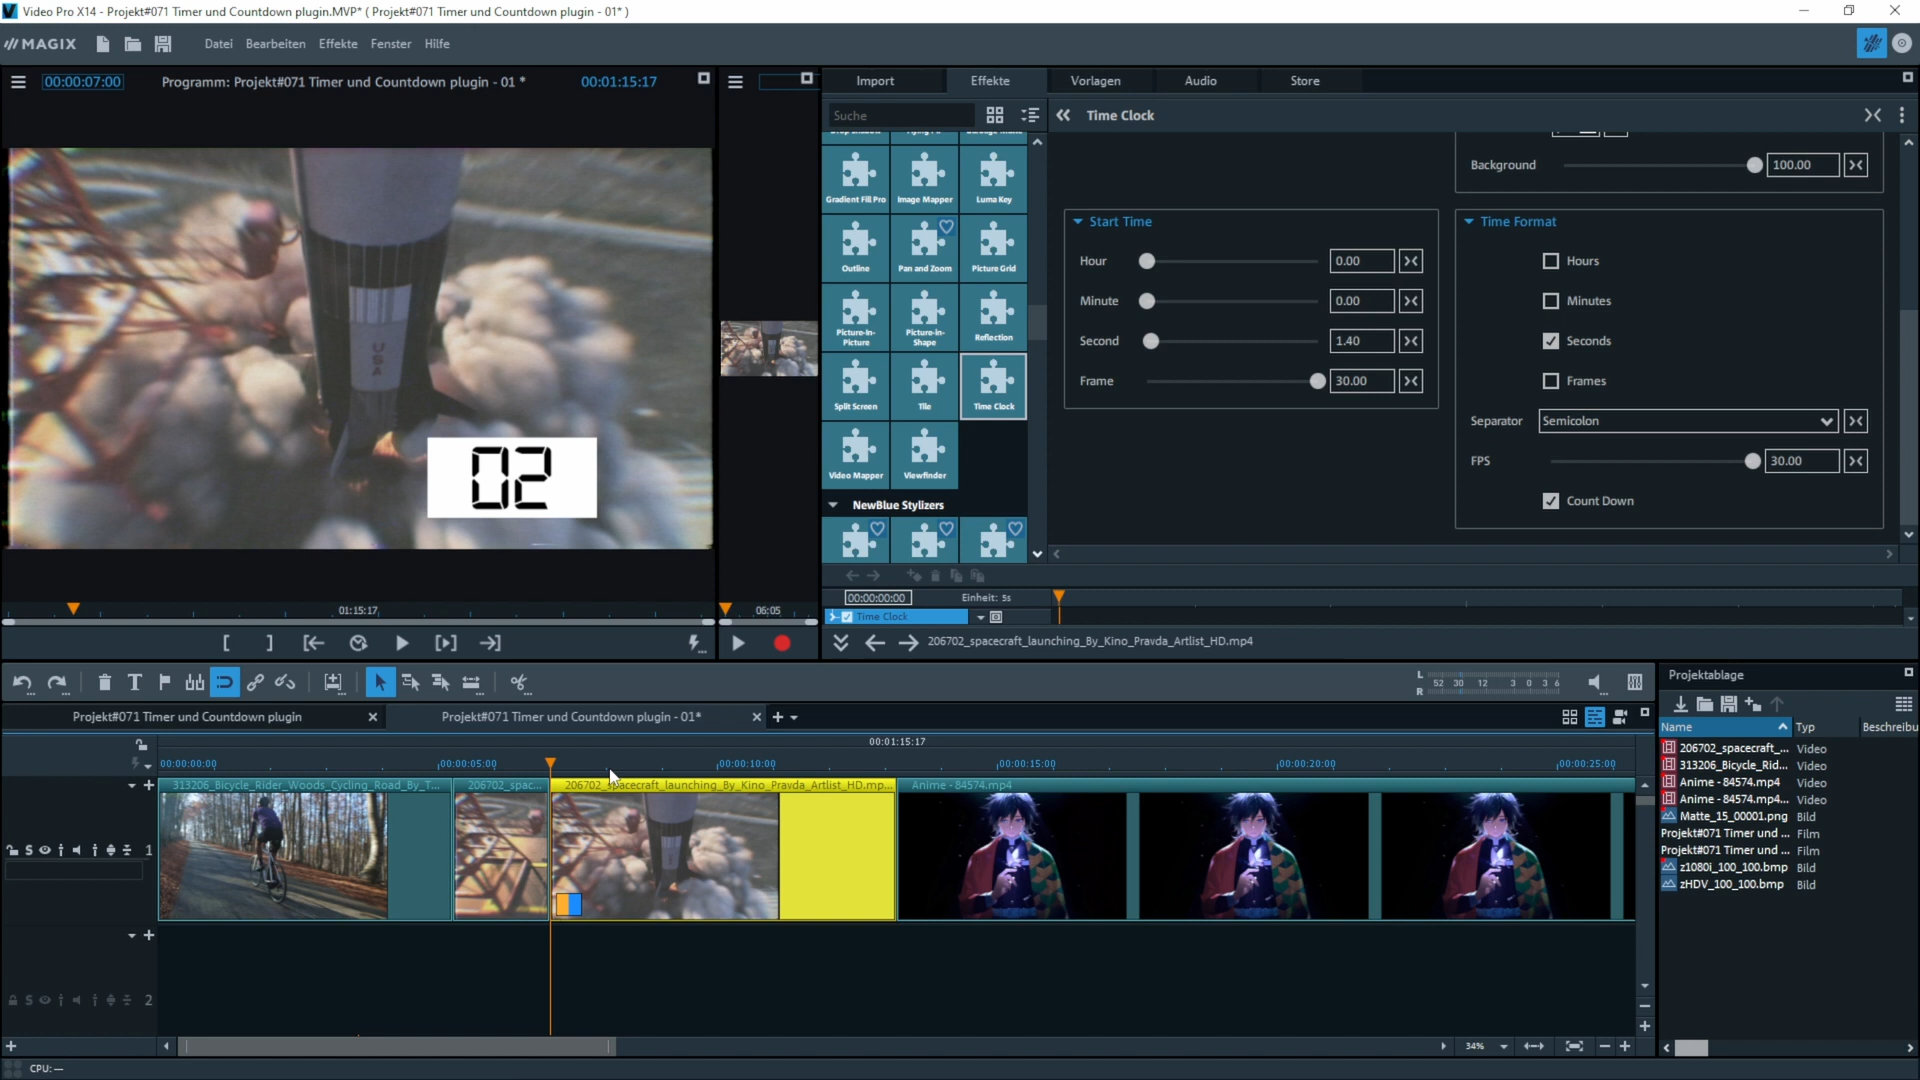 Video Pro X14 - Projekt#071 Timer und Countdown plugin.MVP* ( Projekt#071 Timer und Countdown plugin - 01* )
MAGIX
Datei Bearbeiten Effekte Fenster Hilfe
00:00:07:00 Programm: Projekt#071 Timer und Countdown plugin - 01 * 00:01:15:17
Import Effekte Vorlagen Audio Store
Suche
Time Clock
Gradient Fill Pro Image Mapper Luma Key
Outline Pan and Zoom Picture Grid
Picture-In-Picture Picture-in-Shape Reflection
Split Screen Tile Time Clock
Video Mapper Viewfinder
NewBlue Stylizers
Background 100.00
Start Time
Hour 0.00
Minute 0.00
Second 1.40
Frame 30.00
Time Format
Hours
Minutes
Seconds
Frames
Separator Semicolon
FPS 30.00
Count Down
USA
02
01:15:17
06:05
00:00:00:00 Einheit: 5s
Time Clock
206702_spacecraft_launching_By_Kino_Pravda_Artlist_HD.mp4
L
R
52 30 12 3 0 3 6
Projekt#071 Timer und Countdown plugin
Projekt#071 Timer und Countdown plugin - 01*
00:01:15:17
00:00:00:00 00:00:05:00 00:00:10:00 00:00:15:00 00:00:20:00 00:00:25:00
313206_Bicycle_Rider_Woods_Cycling_Road_By_T...
206702_spac...
206702_spacecraft_launching_By_Kino_Pravda_Artlist_HD.mp...
Anime - 84574.mp4
S 1
S 2
34%
CPU: —
Projektablage
Name Typ Beschreibu
206702_spacecraft_... Video
313206_Bicycle_Rid... Video
Anime - 84574.mp4 Video
Anime - 84574.mp4... Video
Matte_15_00001.png Bild
Projekt#071 Timer und ... Film
Projekt#071 Timer und ... Film
z1080i_100_100.bmp Bild
zHDV_100_100.bmp Bild